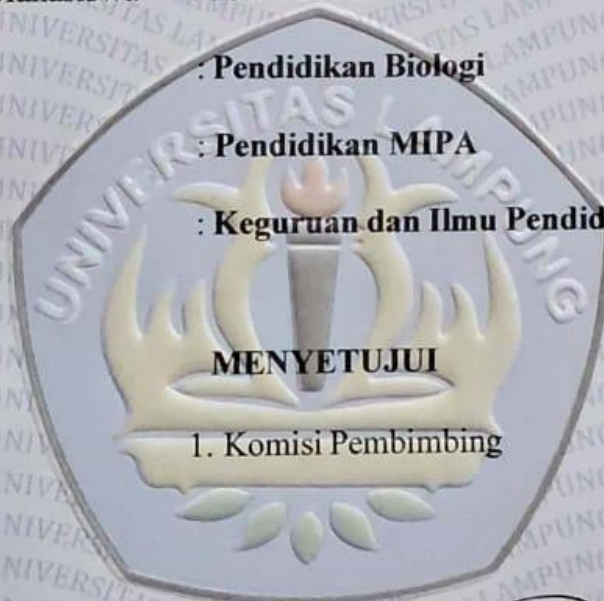 : Pendidikan Biologi
: Pendidikan MIPA
: Keguruan dan Ilmu Pendid
MENYETUJUI
1. Komisi Pembimbing
UNIVERSITAS LAMPUNG